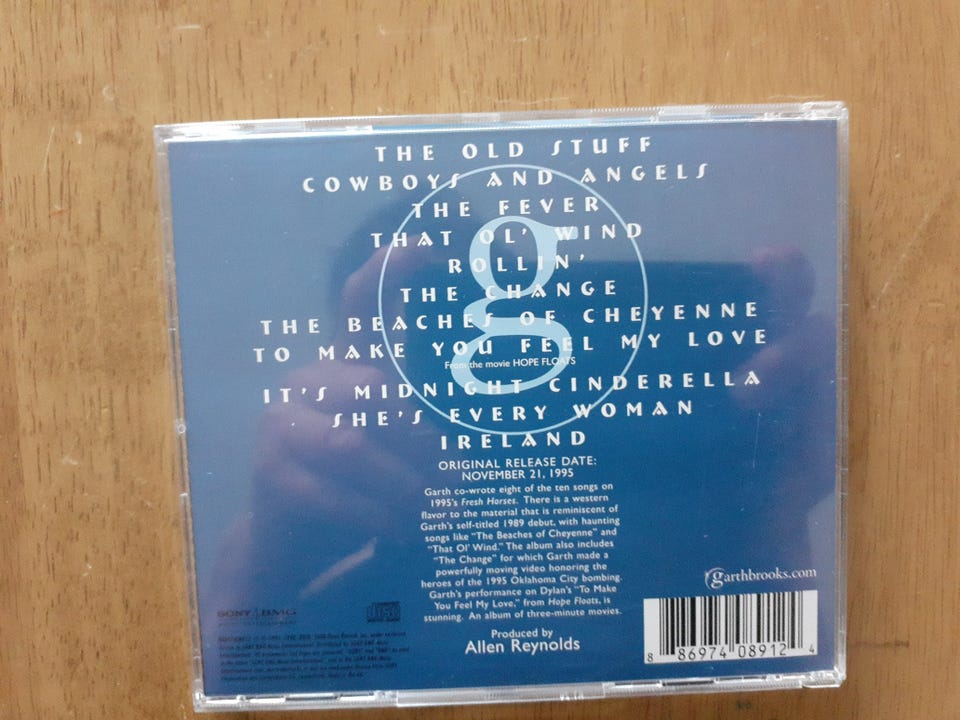 THE OLD STUFF
COWBOYS AND ANGELS
THE FEVER
THAT OL' WIND
ROLLIN'
THE CHANGE
THE BEACHES OF CHEYENNE
TO MAKE YOU FEEL MY LOVE
From the movie HOPE FLOATS
IT'S MIDNIGHT CINDERELLA
SHE'S EVERY WOMAN
IRELAND
g
ORIGINAL RELEASE DATE:
NOVEMBER 21, 1995
Garth co-wrote eight of the ten songs on
1995's Fresh Horses. There is a western
flavor to the material that is reminiscent of
Garth's self-titled 1989 debut, with haunting
songs like "The Beaches of Cheyenne" and
"That Ol' Wind." The album also includes
"The Change" for which Garth made a
powerfully moving video honoring the
heroes of the 1995 Oklahoma City bombing.
Garth's performance on Dylan's "To Make
You Feel My Love," from Hope Floats, is
stunning. An album of three-minute movies.
Produced by
Allen Reynolds
garthbrooks.com
8 86974 08912 4
SONY BMG
MUSIC ENTERTAINMENT
COMPACT disc